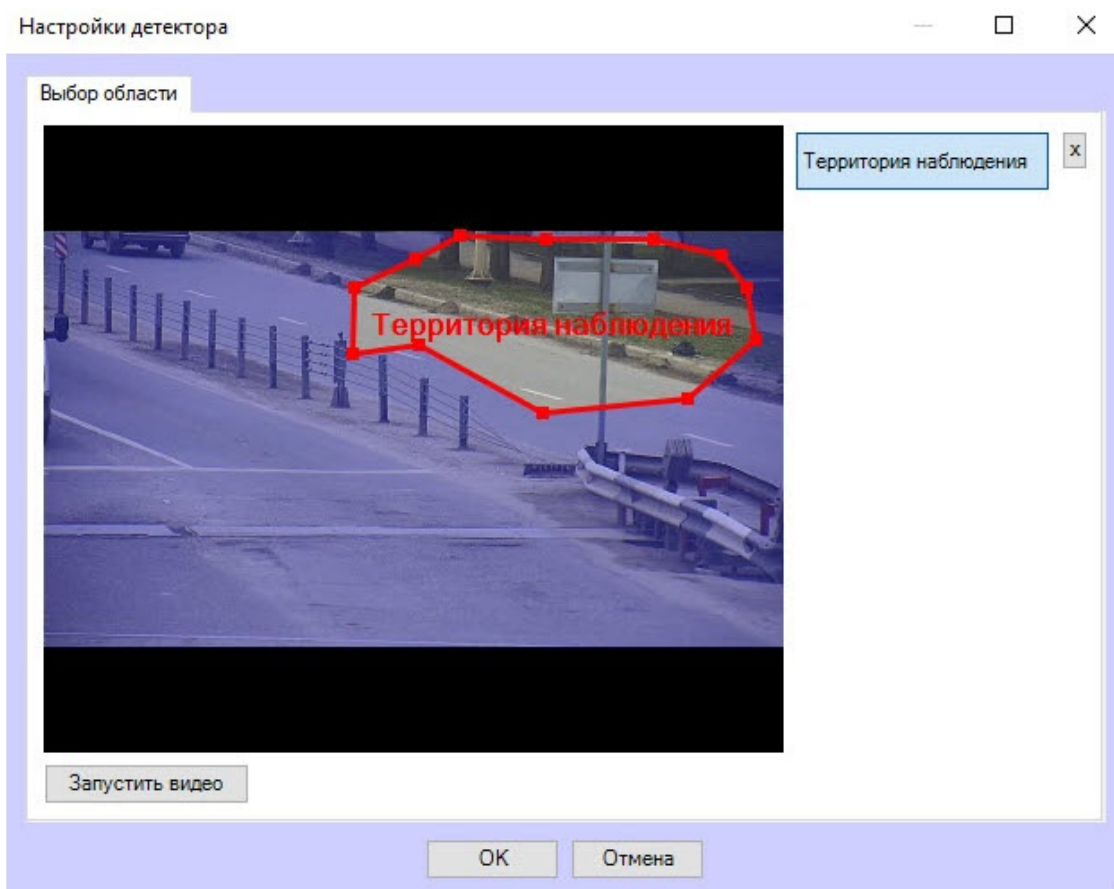 Настройки детектора
Выбор области
Территория наблюдения
x
Территория наблюдения
Запустить видео
OK
Отмена